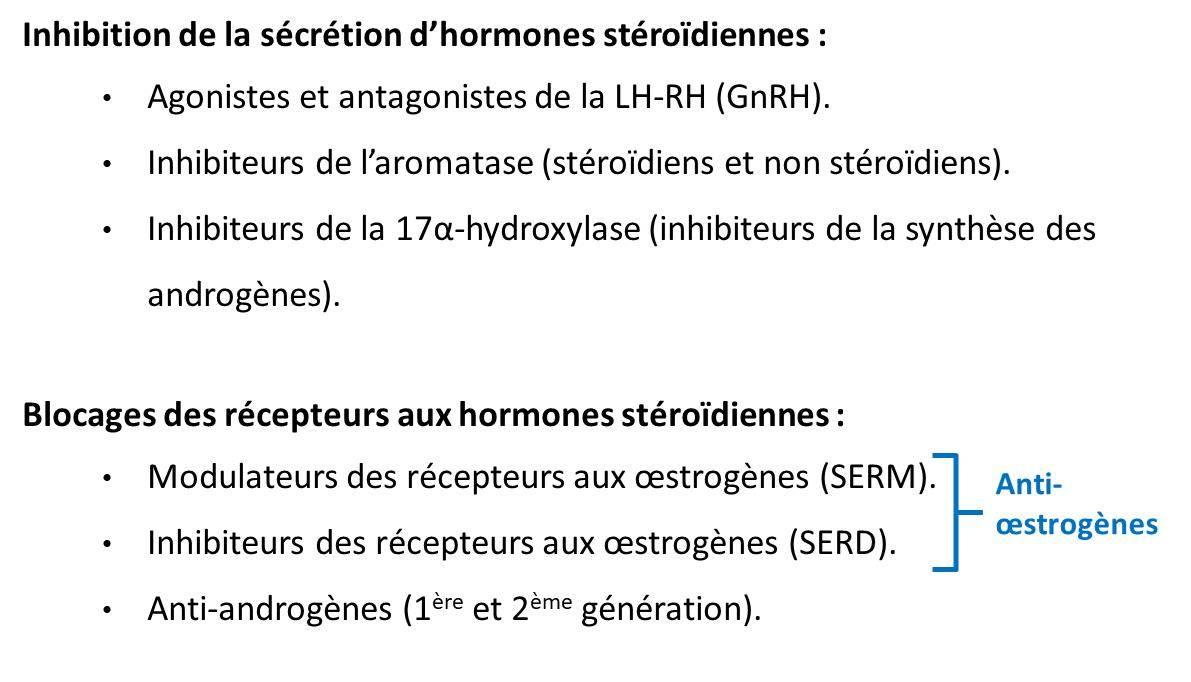 Inhibition de la sécrétion d’hormones stéroïdiennes :
• Agonistes et antagonistes de la LH-RH (GnRH).
• Inhibiteurs de l’aromatase (stéroïdiens et non stéroïdiens).
• Inhibiteurs de la 17α-hydroxylase (inhibiteurs de la synthèse des
androgènes).
Blocages des récepteurs aux hormones stéroïdiennes :
• Modulateurs des récepteurs aux œstrogènes (SERM).
• Inhibiteurs des récepteurs aux œstrogènes (SERD).
Anti-
œstrogènes
• Anti-androgènes (1ère et 2ème génération).